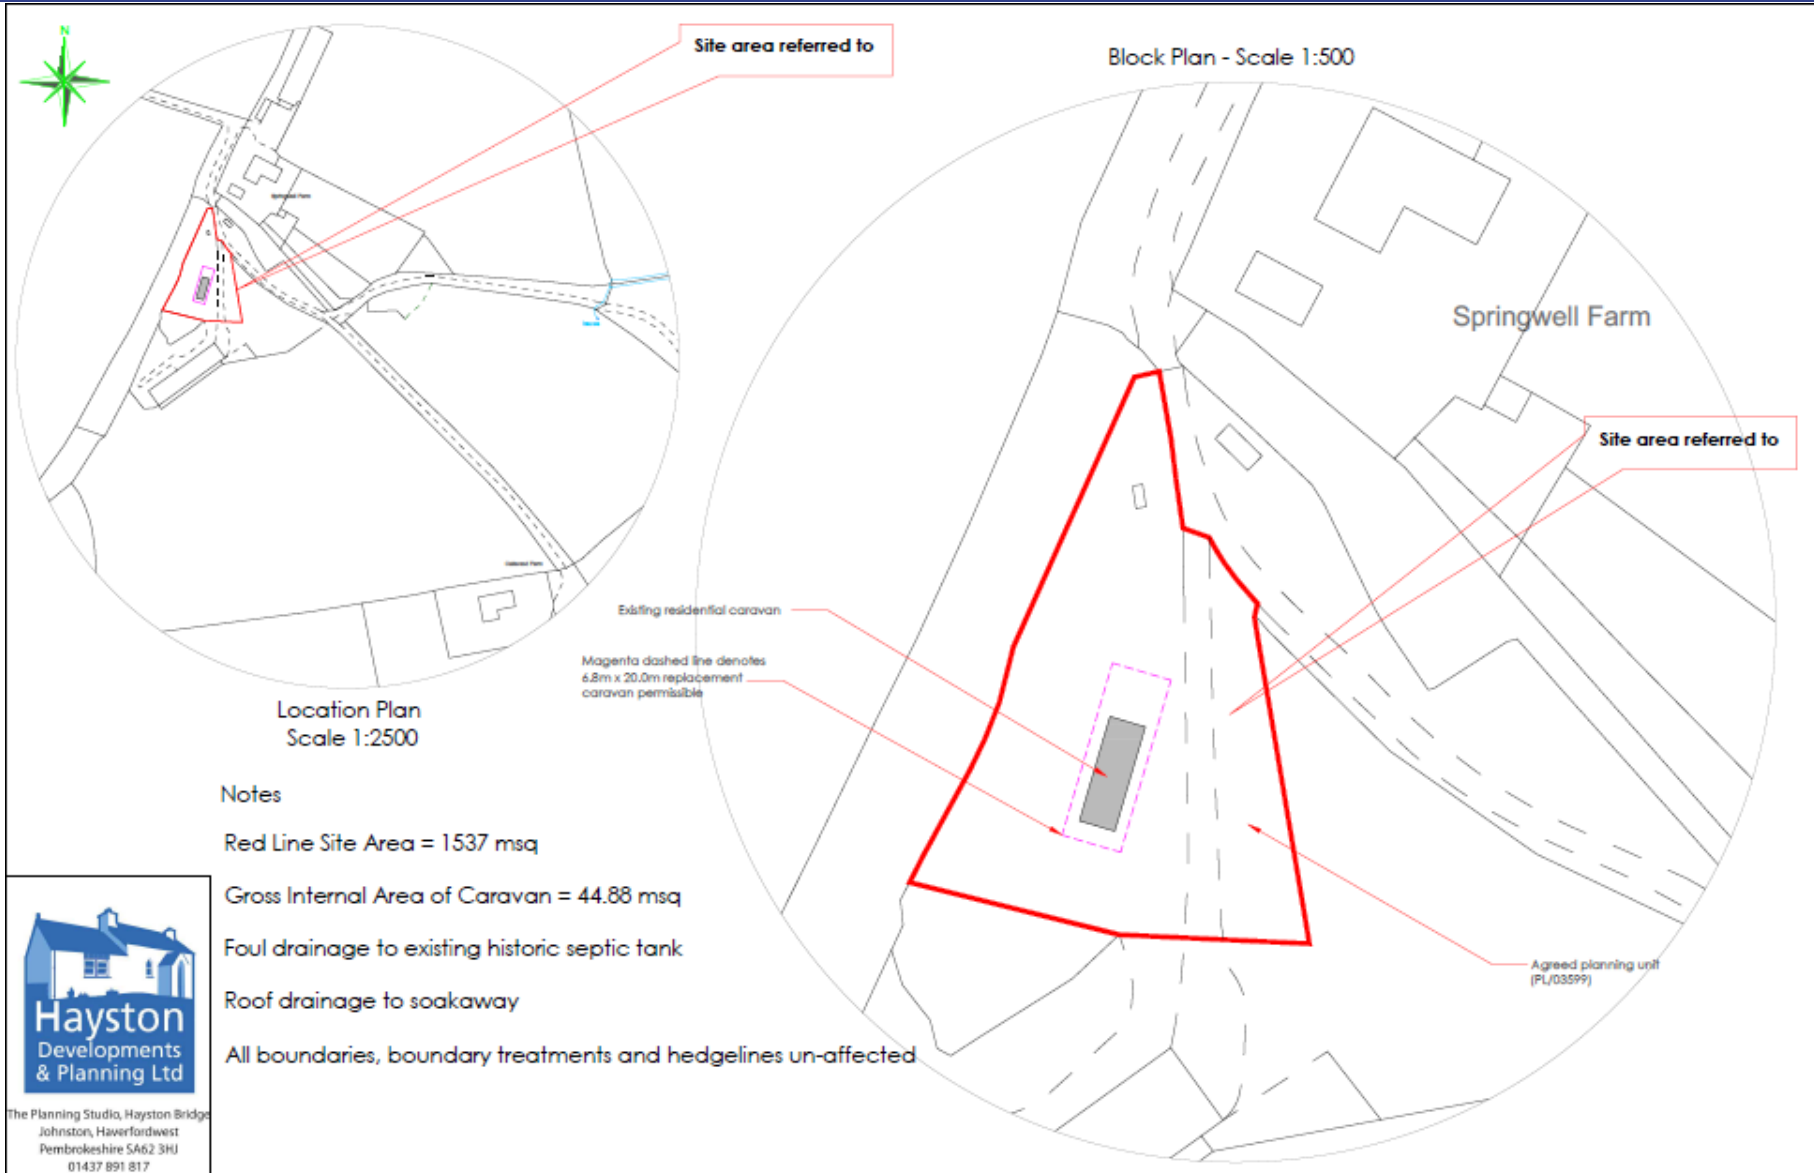 N
Site area referred to
Block Plan - Scale 1:500
Springwell Farm
Springwell Farm
Site area referred to
Existing residential caravan
Magenta dashed line denotes
6.8m x 20.0m replacement
caravan permissible
Location Plan
Scale 1:2500
Notes
Red Line Site Area = 1537 msq
Gross Internal Area of Caravan = 44.88 msq
Foul drainage to existing historic septic tank
Roof drainage to soakaway
All boundaries, boundary treatments and hedgelines un-affected
Agreed planning unit
(PL/03599)
Hayston
Developments
& Planning Ltd
The Planning Studio, Hayston Bridge
Johnston, Haverfordwest
Pembrokeshire SA62 3HJ
01437 891 817